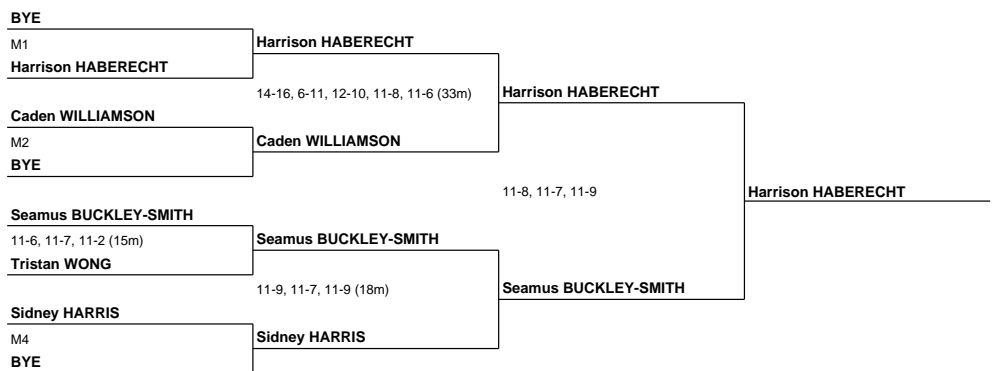 BYE
M1
Harrison HABERECHT
Harrison HABERECHT
14-16, 6-11, 12-10, 11-8, 11-6 (33m)
Harrison HABERECHT
Caden WILLIAMSON
M2
Caden WILLIAMSON
BYE
11-8, 11-7, 11-9
Harrison HABERECHT
Seamus BUCKLEY-SMITH
11-6, 11-7, 11-2 (15m)
Seamus BUCKLEY-SMITH
Tristan WONG
11-9, 11-7, 11-9 (18m)
Seamus BUCKLEY-SMITH
Sidney HARRIS
M4
Sidney HARRIS
BYE